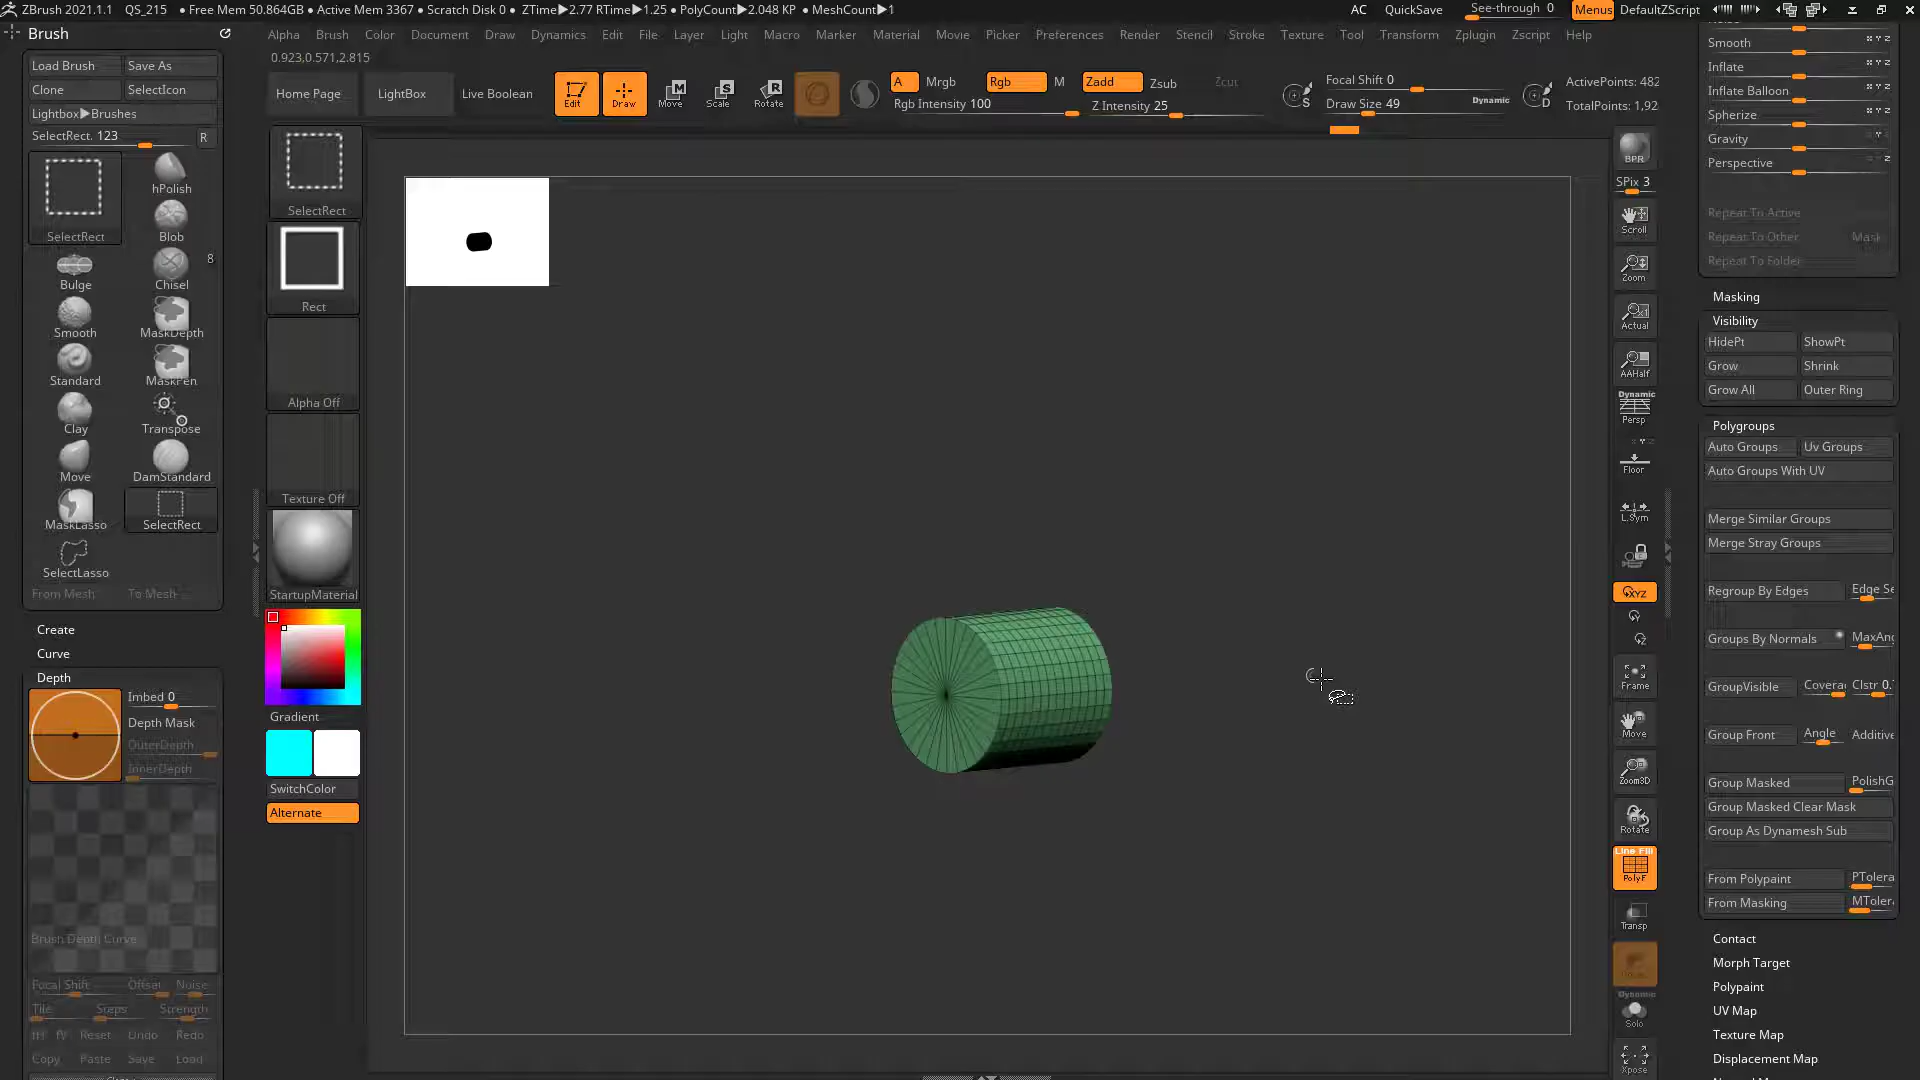 ZBrush 2021.1.1 QS_215 • Free Mem 50.864GB • Active Mem 3367 • Scratch Disk 0 • ZTime▶2.77 RTime▶1.25 • PolyCount▶2.048 KP • MeshCount▶1
AC QuickSave See-through 0 Menus DefaultZScript
Brush
Alpha Brush Color Document Draw Dynamics Edit File Layer Light Macro Marker Material Movie Picker Preferences Render Stencil Stroke Texture Tool Transform Zplugin Zscript Help
0.923,0.571,2.815
Load Brush Save As
Clone SelectIcon
Lightbox▶Brushes
SelectRect. 123 R
SelectRect hPolish
Blob
Bulge Chisel 8
Smooth MaskDepth
Standard MaskPen
Clay Transpose
Move DamStandard
MaskLasso SelectRect
SelectLasso
From Mesh To Mesh
Create
Curve
Depth
Imbed 0
Depth Mask
OuterDepth
InnerDepth
Brush Depth Curve
Focal Shift Offset Noise
Tile Steps Strength
Reset Undo Redo
Copy Paste Save Load
Home Page LightBox Live Boolean
Edit Draw Move Scale Rotate
A Mrgb Rgb M Zadd Zsub Zcut
Rgb Intensity 100 Z Intensity 25
S Focal Shift 0
Draw Size 49 Dynamic
D
ActivePoints: 482
TotalPoints: 1,92
SelectRect
Rect
Alpha Off
Texture Off
StartupMaterial
Gradient
SwitchColor
Alternate
BPR
SPix 3
Scroll
Zoom
Actual
AAHalf
Dynamic
Persp
Floor
L.Sym
XYZ
Frame
Move
Zoom3D
Rotate
Line Fill
PolyF
Transp
Dynamic
Solo
Xpose
Smooth
Inflate
Inflate Balloon
Spherize
Gravity
Perspective
Repeat To Active
Repeat To Other Mask
Repeat To Folder
Masking
Visibility
HidePt ShowPt
Grow Shrink
Grow All Outer Ring
Polygroups
Auto Groups Uv Groups
Auto Groups With UV
Merge Similar Groups
Merge Stray Groups
Regroup By Edges Edge Se
Groups By Normals MaxAn
GroupVisible Covera Clstr 0.
Group Front Angle Additive
Group Masked PolishG
Group Masked Clear Mask
Group As Dynamesh Sub
From Polypaint PTolera
From Masking MToler
Contact
Morph Target
Polypaint
UV Map
Texture Map
Displacement Map